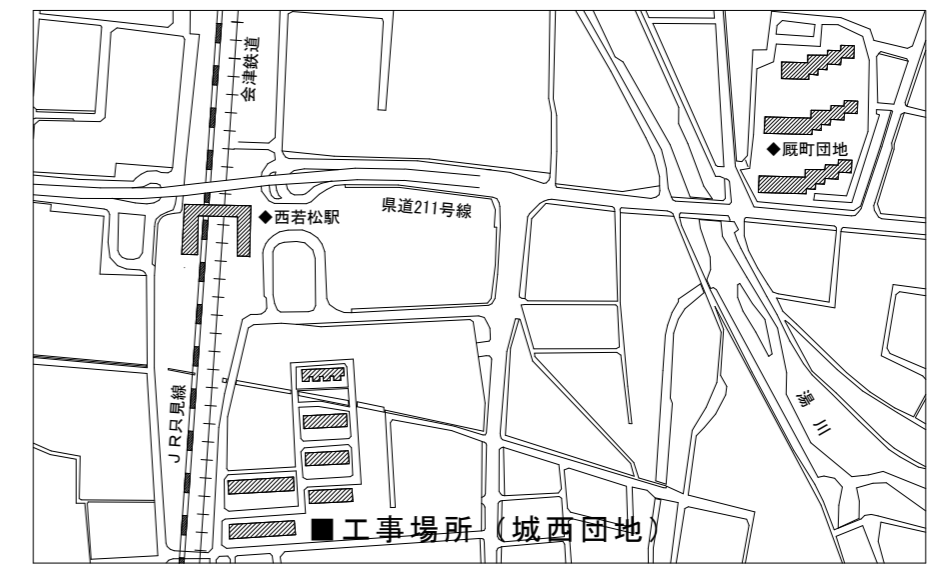 会津鉄道
◆厩町団地
◆西若松駅
県道211号線
JR只見線
湯川
■工事場所（城西団地）